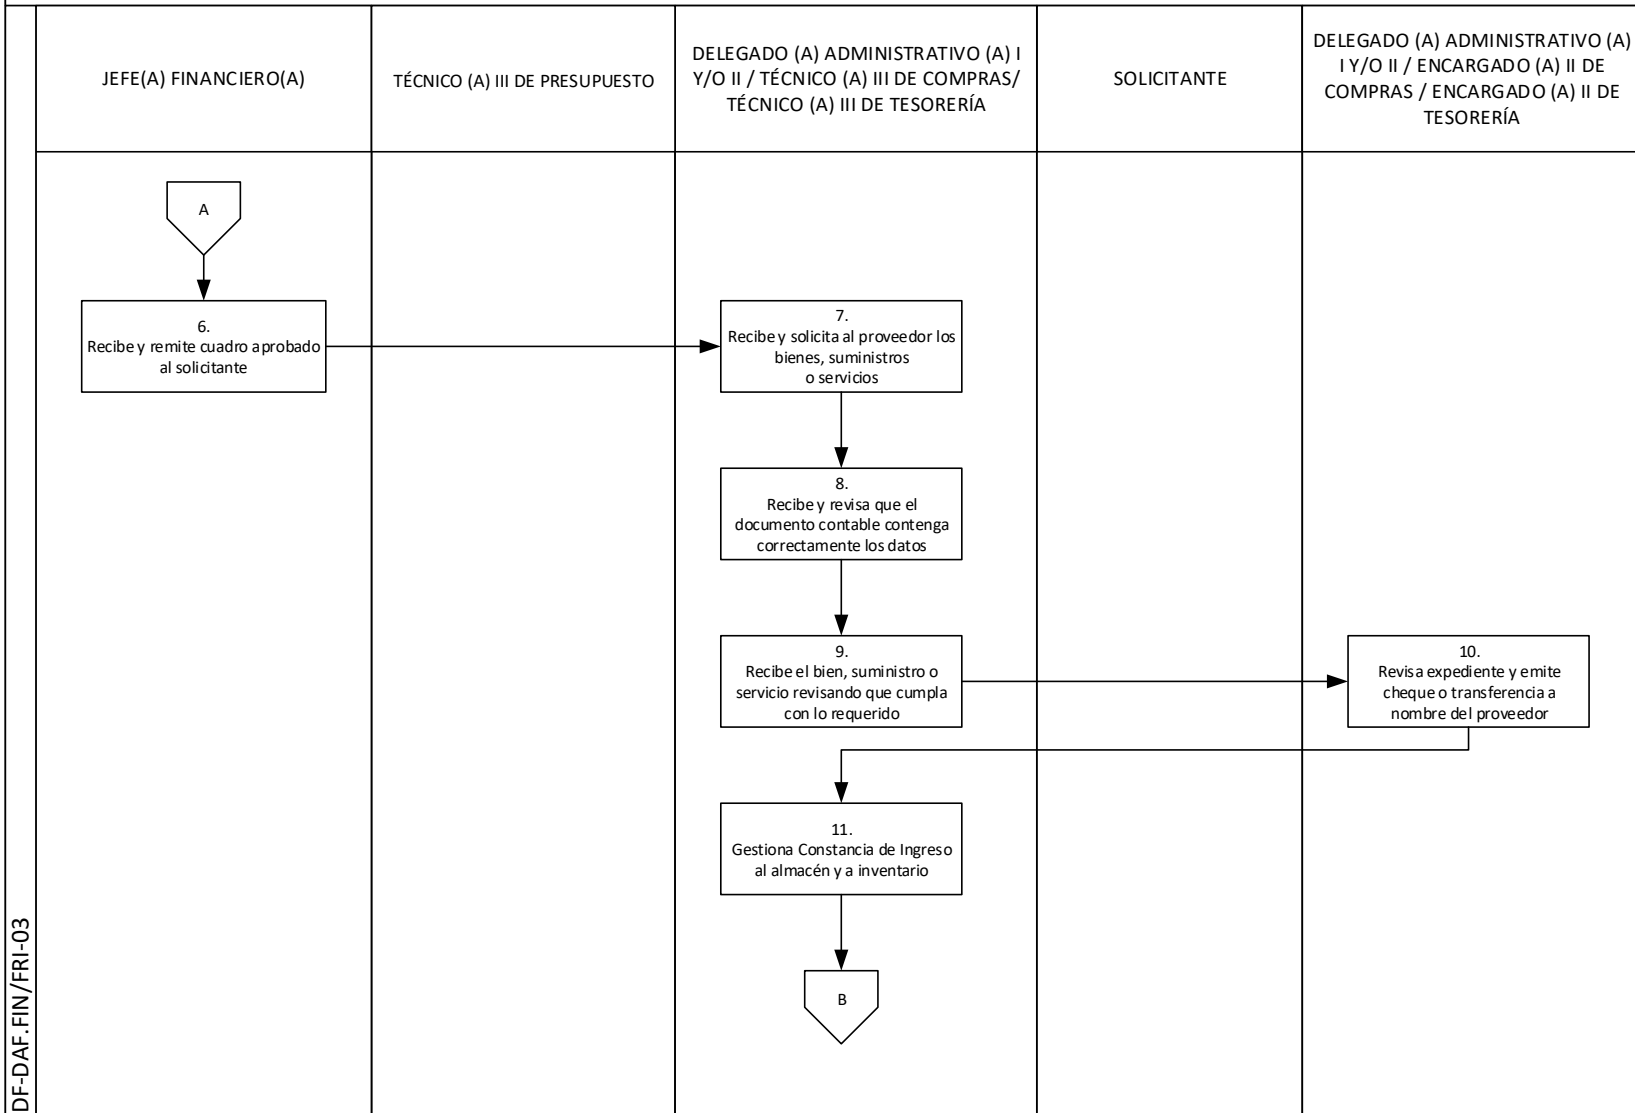 JEFE(A) FINANCIERO(A)
TÉCNICO (A) III DE PRESUPUESTO
DELEGADO (A) ADMINISTRATIVO (A) I
Y/O II / TÉCNICO (A) III DE COMPRAS/
TÉCNICO (A) III DE TESORERÍA
SOLICITANTE
DELEGADO (A) ADMINISTRATIVO (A)
I Y/O II / ENCARGADO (A) II DE
COMPRAS / ENCARGADO (A) II DE
TESORERÍA
A
6.
Recibe y remite cuadro aprobado
al solicitante
7.
Recibe y solicita al proveedor los
bienes, suministros
o servicios
8.
Recibe y revisa que el
documento contable contenga
correctamente los datos
9.
Recibe el bien, suministro o
servicio revisando que cumpla
con lo requerido
10.
Revisa expediente y emite
cheque o transferencia a
nombre del proveedor
11.
Gestiona Constancia de Ingreso
al almacén y a inventario
B
DF-DAF.FIN/FRI-03